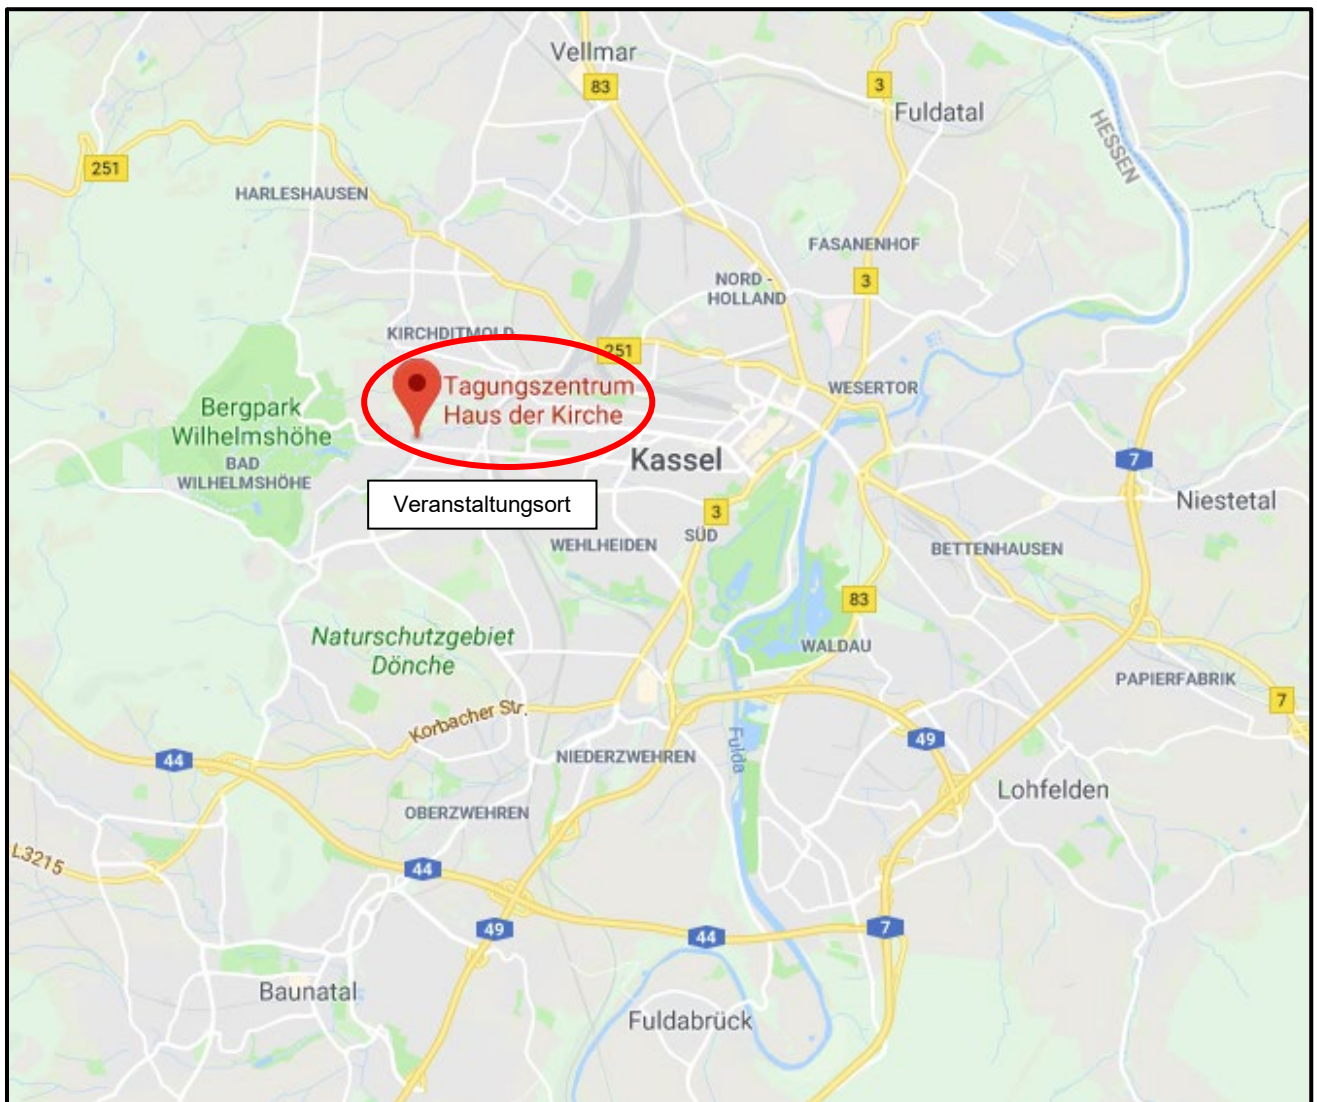 Vellmar
83
3
Fuldatal
HESSEN
251
HARLESHAUSEN
FASANENHOF
NORD -
HOLLAND
3
KIRCHDITMOLD
251
Tagungszentrum
Haus der Kirche
WESERTOR
Bergpark
Wilhelmshöhe
BAD
WILHELMSHÖHE
Kassel
7
Niestetal
Veranstaltungsort
3
SÜD
WEHLHEIDEN
BETTENHAUSEN
83
Naturschutzgebiet
Dönche
WALDAU
PAPIERFABRIK
7
Korbacher Str.
49
44
Fulda
NIEDERZWEHREN
Lohfelden
OBERZWEHREN
L3215
44
49
44
7
Baunatal
Fuldabrück